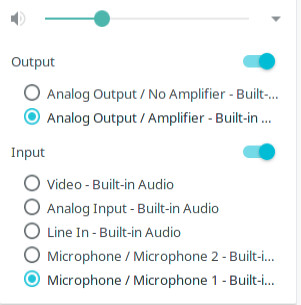 Output
Analog Output / No Amplifier - Built-...
Analog Output / Amplifier - Built-in ...
Input
Video - Built-in Audio
Analog Input - Built-in Audio
Line In - Built-in Audio
Microphone / Microphone 2 - Built-i...
Microphone / Microphone 1 - Built-i...